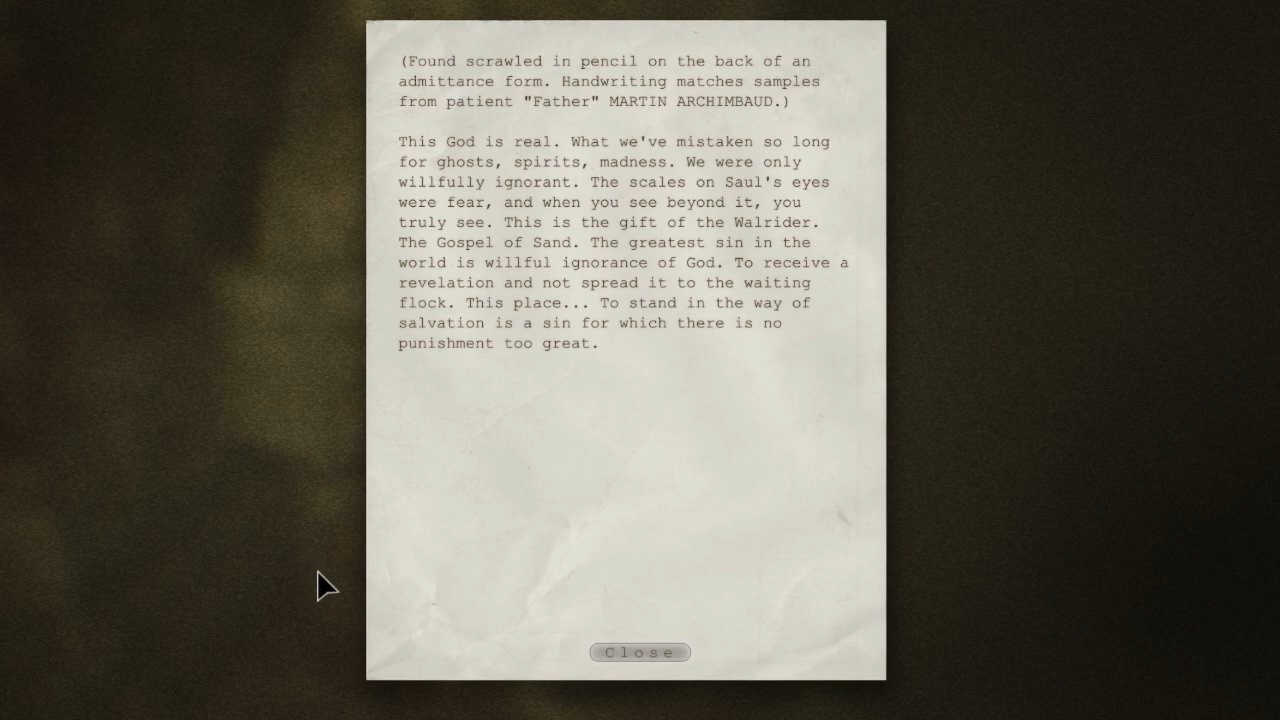 (Found scrawled in pencil on the back of an
admittance form. Handwriting matches samples
from patient "Father" MARTIN ARCHIMBAUD.)
This God is real. What we've mistaken so long
for ghosts, spirits, madness. We were only
willfully ignorant. The scales on Saul's eyes
were fear, and when you see beyond it, you
truly see. This is the gift of the Walrider.
The Gospel of Sand. The greatest sin in the
world is willful ignorance of God. To receive a
revelation and not spread it to the waiting
flock. This place... To stand in the way of
salvation is a sin for which there is no
punishment too great.
Close